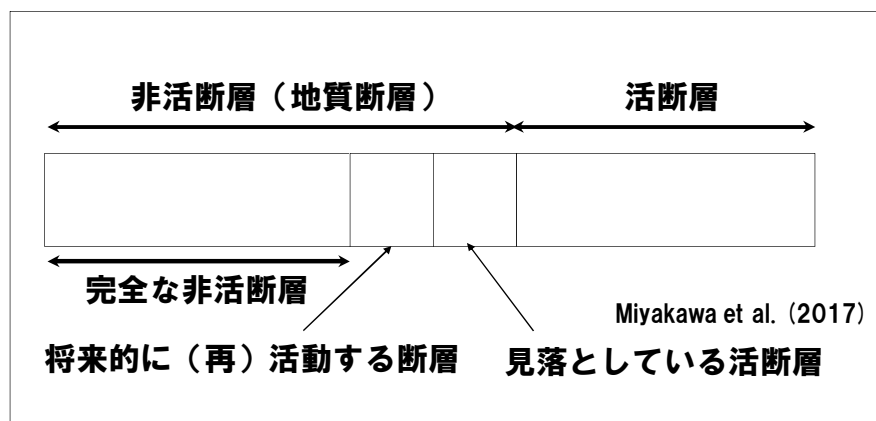 非活断層（地質断層）
活断層
完全な非活断層
Miyakawa et al. (2017)
将来的に（再）活動する断層
見落としている活断層